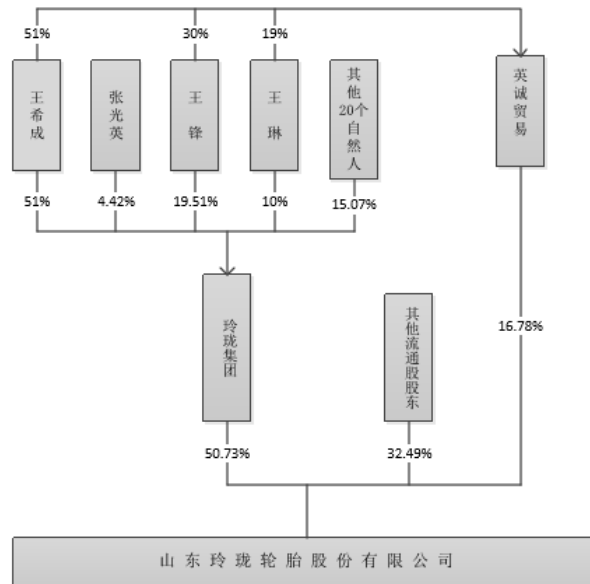 51%
30%
19%
王希成
张光英
王 锋
王 琳
其他20个自然人
英诚贸易
51%
4.42%
19.51%
10%
15.07%
玲珑集团
其他流通股股东
16.78%
50.73%
32.49%
山东玲珑轮胎股份有限公司